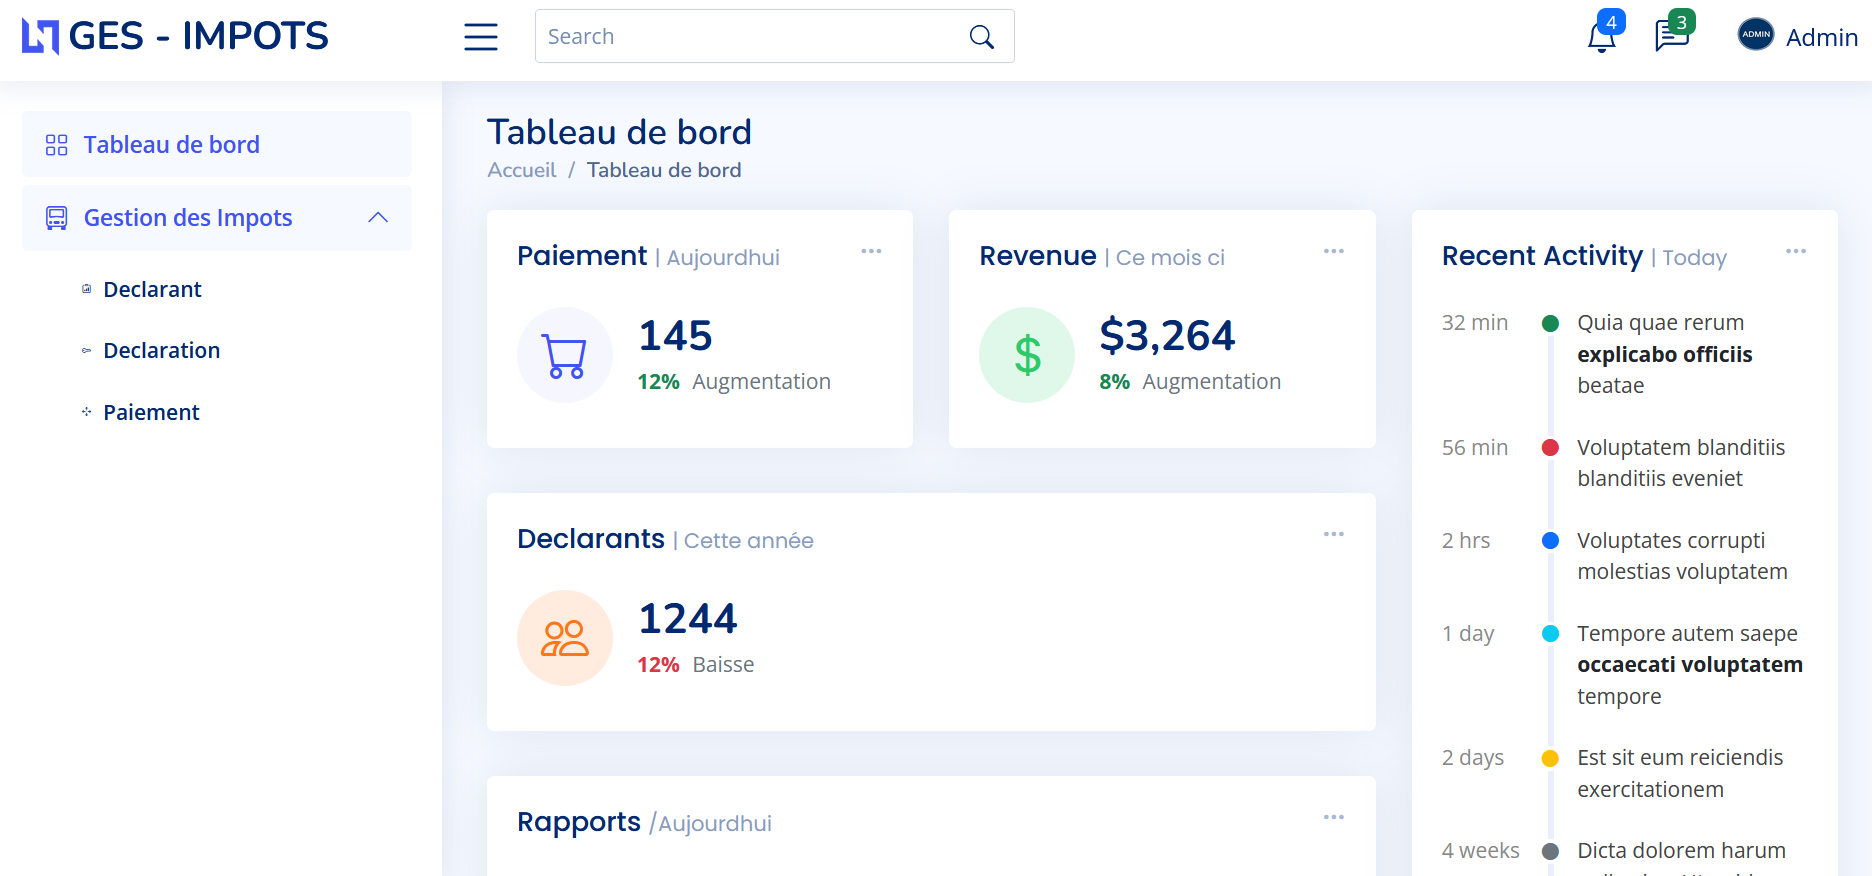 GES - IMPOTS
Search
4
3
ADMIN
Admin
Tableau de bord
Gestion des Impots
Declarant
Declaration
Paiement
Tableau de bord
Accueil / Tableau de bord
Paiement | Aujourdhui
145
12% Augmentation
Revenue | Ce mois ci
$3,264
8% Augmentation
Declarants | Cette année
1244
12% Baisse
Rapports /Aujourdhui
Recent Activity | Today
32 min
Quia quae rerum
explicabo officiis
beatae
56 min
Voluptatem blanditiis
blanditiis eveniet
2 hrs
Voluptates corrupti
molestias voluptatem
1 day
Tempore autem saepe
occaecati voluptatem
tempore
2 days
Est sit eum reiciendis
exercitationem
4 weeks
Dicta dolorem harum